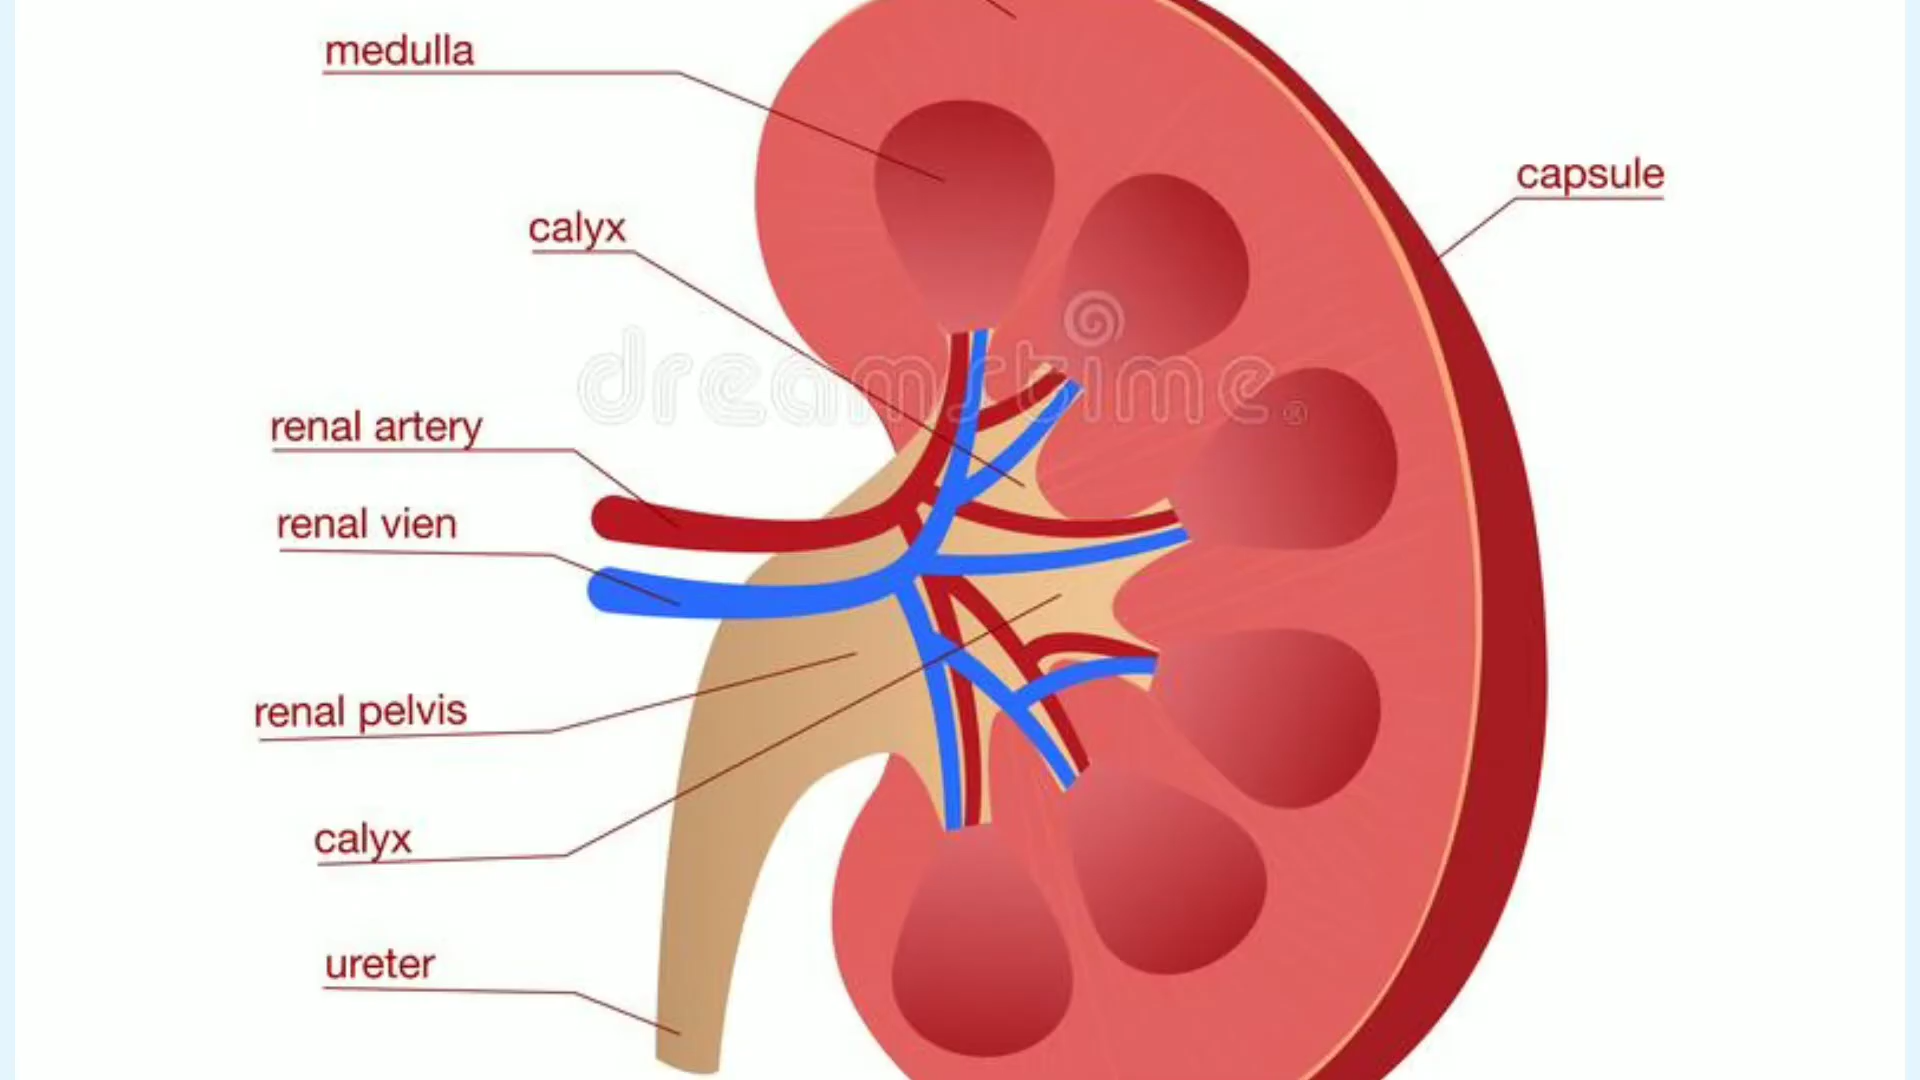 medulla
capsule
calyx
dreamstime®
renal artery
renal vien
renal pelvis
calyx
ureter